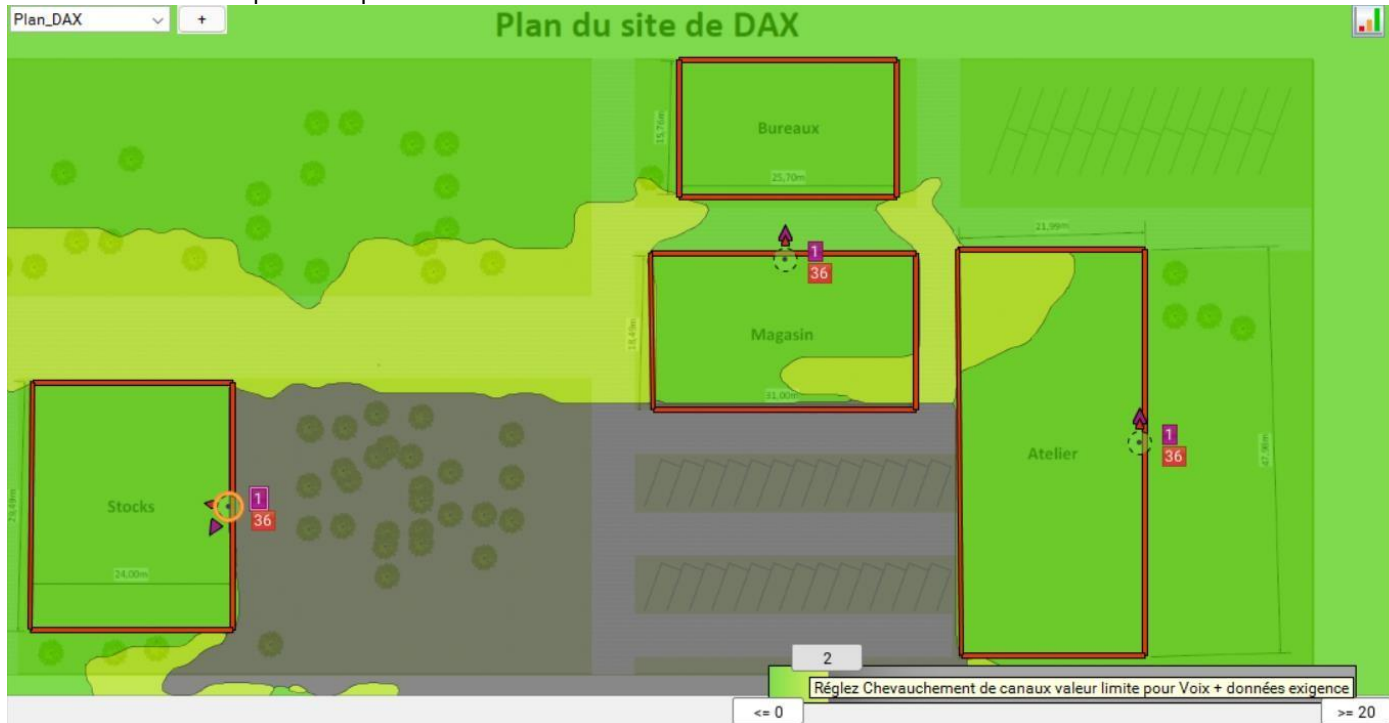 Plan_DAX
+
Plan du site de DAX
15,76m
Bureaux
25,70m
21,99m
1
36
18,49m
Magasin
31,00m
1
36
Atelier
47,96m
Stocks
1
36
24,00m
2
Réglez Chevauchement de canaux valeur limite pour Voix + données exigence
<= 0
>= 20